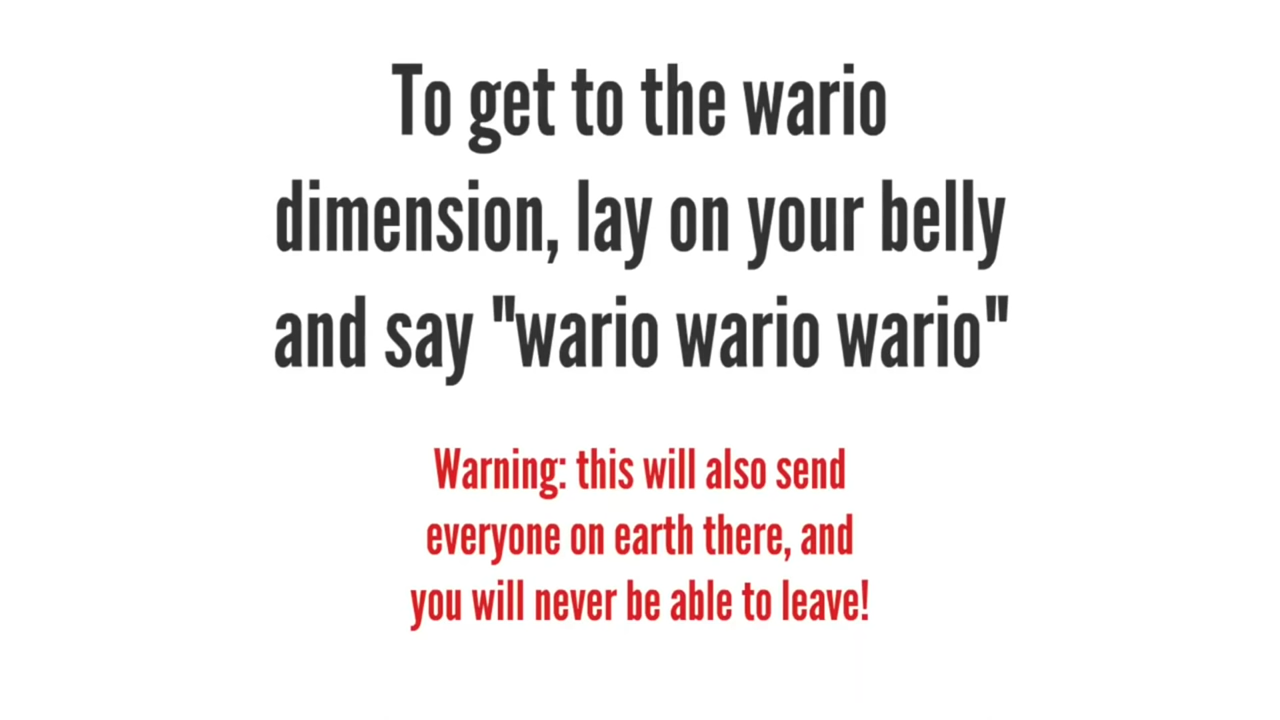 To get to the wario
dimension, lay on your belly
and say "wario wario wario"
Warning: this will also send
everyone on earth there, and
you will never be able to leave!